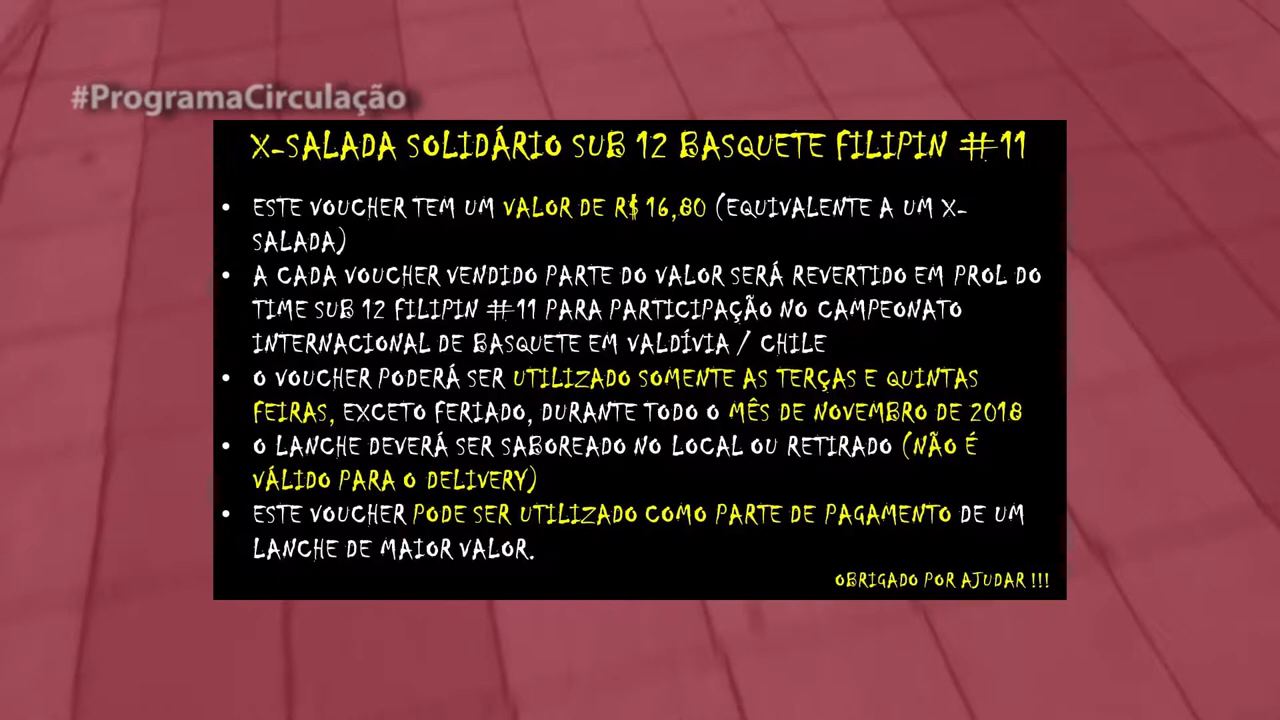 #ProgramaCirculação
X-SALADA SOLIDÁRIO SUB 12 BASQUETE FILIPIN #11
• ESTE VOUCHER TEM UM VALOR DE R$ 16,80 (EQUIVALENTE A UM X-
SALADA)
• A CADA VOUCHER VENDIDO PARTE DO VALOR SERÁ REVERTIDO EM PROL DO
TIME SUB 12 FILIPIN #11 PARA PARTICIPAÇÃO NO CAMPEONATO
INTERNACIONAL DE BASQUETE EM VALDÍVIA / CHILE
• O VOUCHER PODERÁ SER UTILIZADO SOMENTE AS TERÇAS E QUINTAS
FEIRAS, EXCETO FERIADO, DURANTE TODO O MÊS DE NOVEMBRO DE 2018
• O LANCHE DEVERÁ SER SABOREADO NO LOCAL OU RETIRADO (NÃO É
VÁLIDO PARA O DELIVERY)
• ESTE VOUCHER PODE SER UTILIZADO COMO PARTE DE PAGAMENTO DE UM
LANCHE DE MAIOR VALOR.
OBRIGADO POR AJUDAR !!!